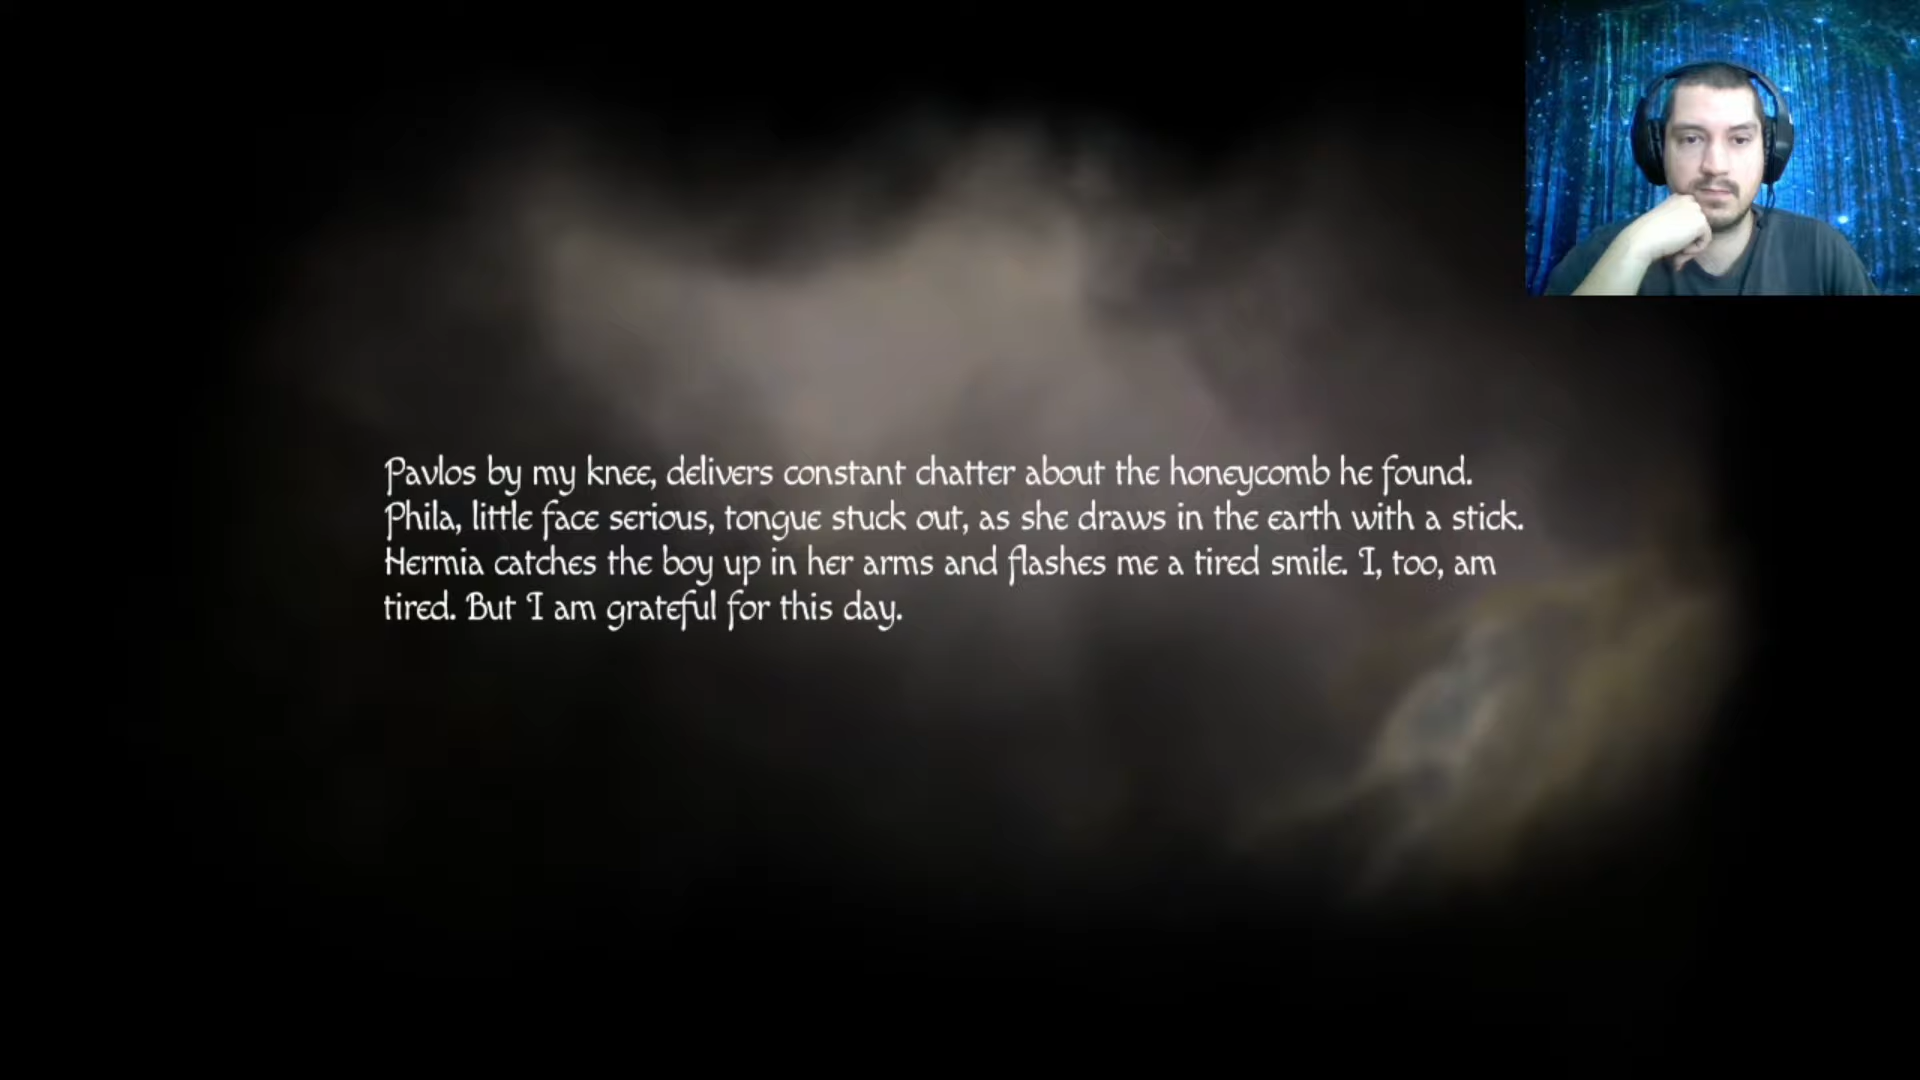 Pavlos by my knee, delivers constant chatter about the honeycomb he found.
Phila, little face serious, tongue stuck out, as she draws in the earth with a stick.
Hermia catches the boy up in her arms and flashes me a tired smile. I, too, am
tired. But I am grateful for this day.